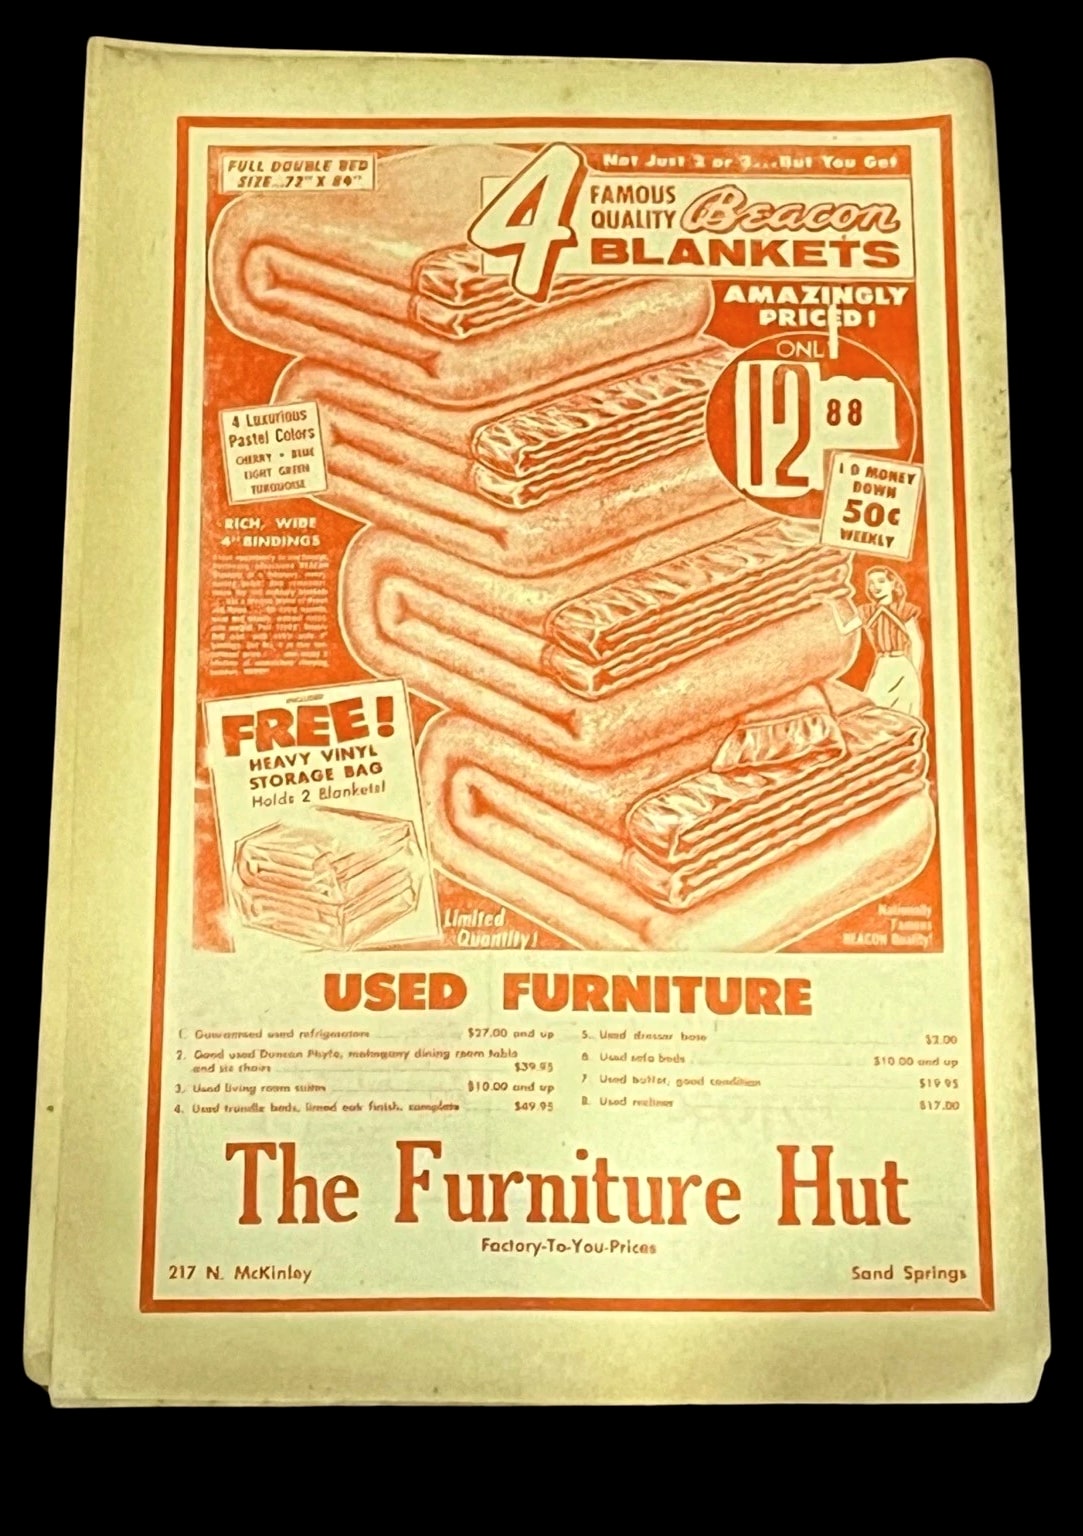 FULL DOUBLE BED
SIZE...72" X 84"
Not Just 2 or 3....But You Get
4 FAMOUS
QUALITY Beacon
BLANKETS
AMAZINGLY
PRICED!
ONLY
12 88
NO MONEY
DOWN
50¢
WEEKLY
4 Luxurious
Pastel Colors
CHERRY • BLUE
LIGHT GREEN
TURQUOISE
RICH, WIDE
4" BINDINGS
FREE!
HEAVY VINYL
STORAGE BAG
Holds 2 Blankets!
Limited
Quantity!
Nationally
Famous
BEACON Quality!
USED FURNITURE
1. Guaranteed used refrigerators $27.00 and up
2. Good used Duncan Phyfe, mahogany dining room table
and six chairs $39.95
3. Used living room suites $10.00 and up
4. Used trundle beds, limed oak finish, complete $49.95
5. Used dresser base
6. Used sofa beds $10.00 and up
7. Used buffet, good condition $19.95
8. Used recliner $17.00
The Furniture Hut
Factory-To-You-Prices
217 N. McKinley
Sand Springs